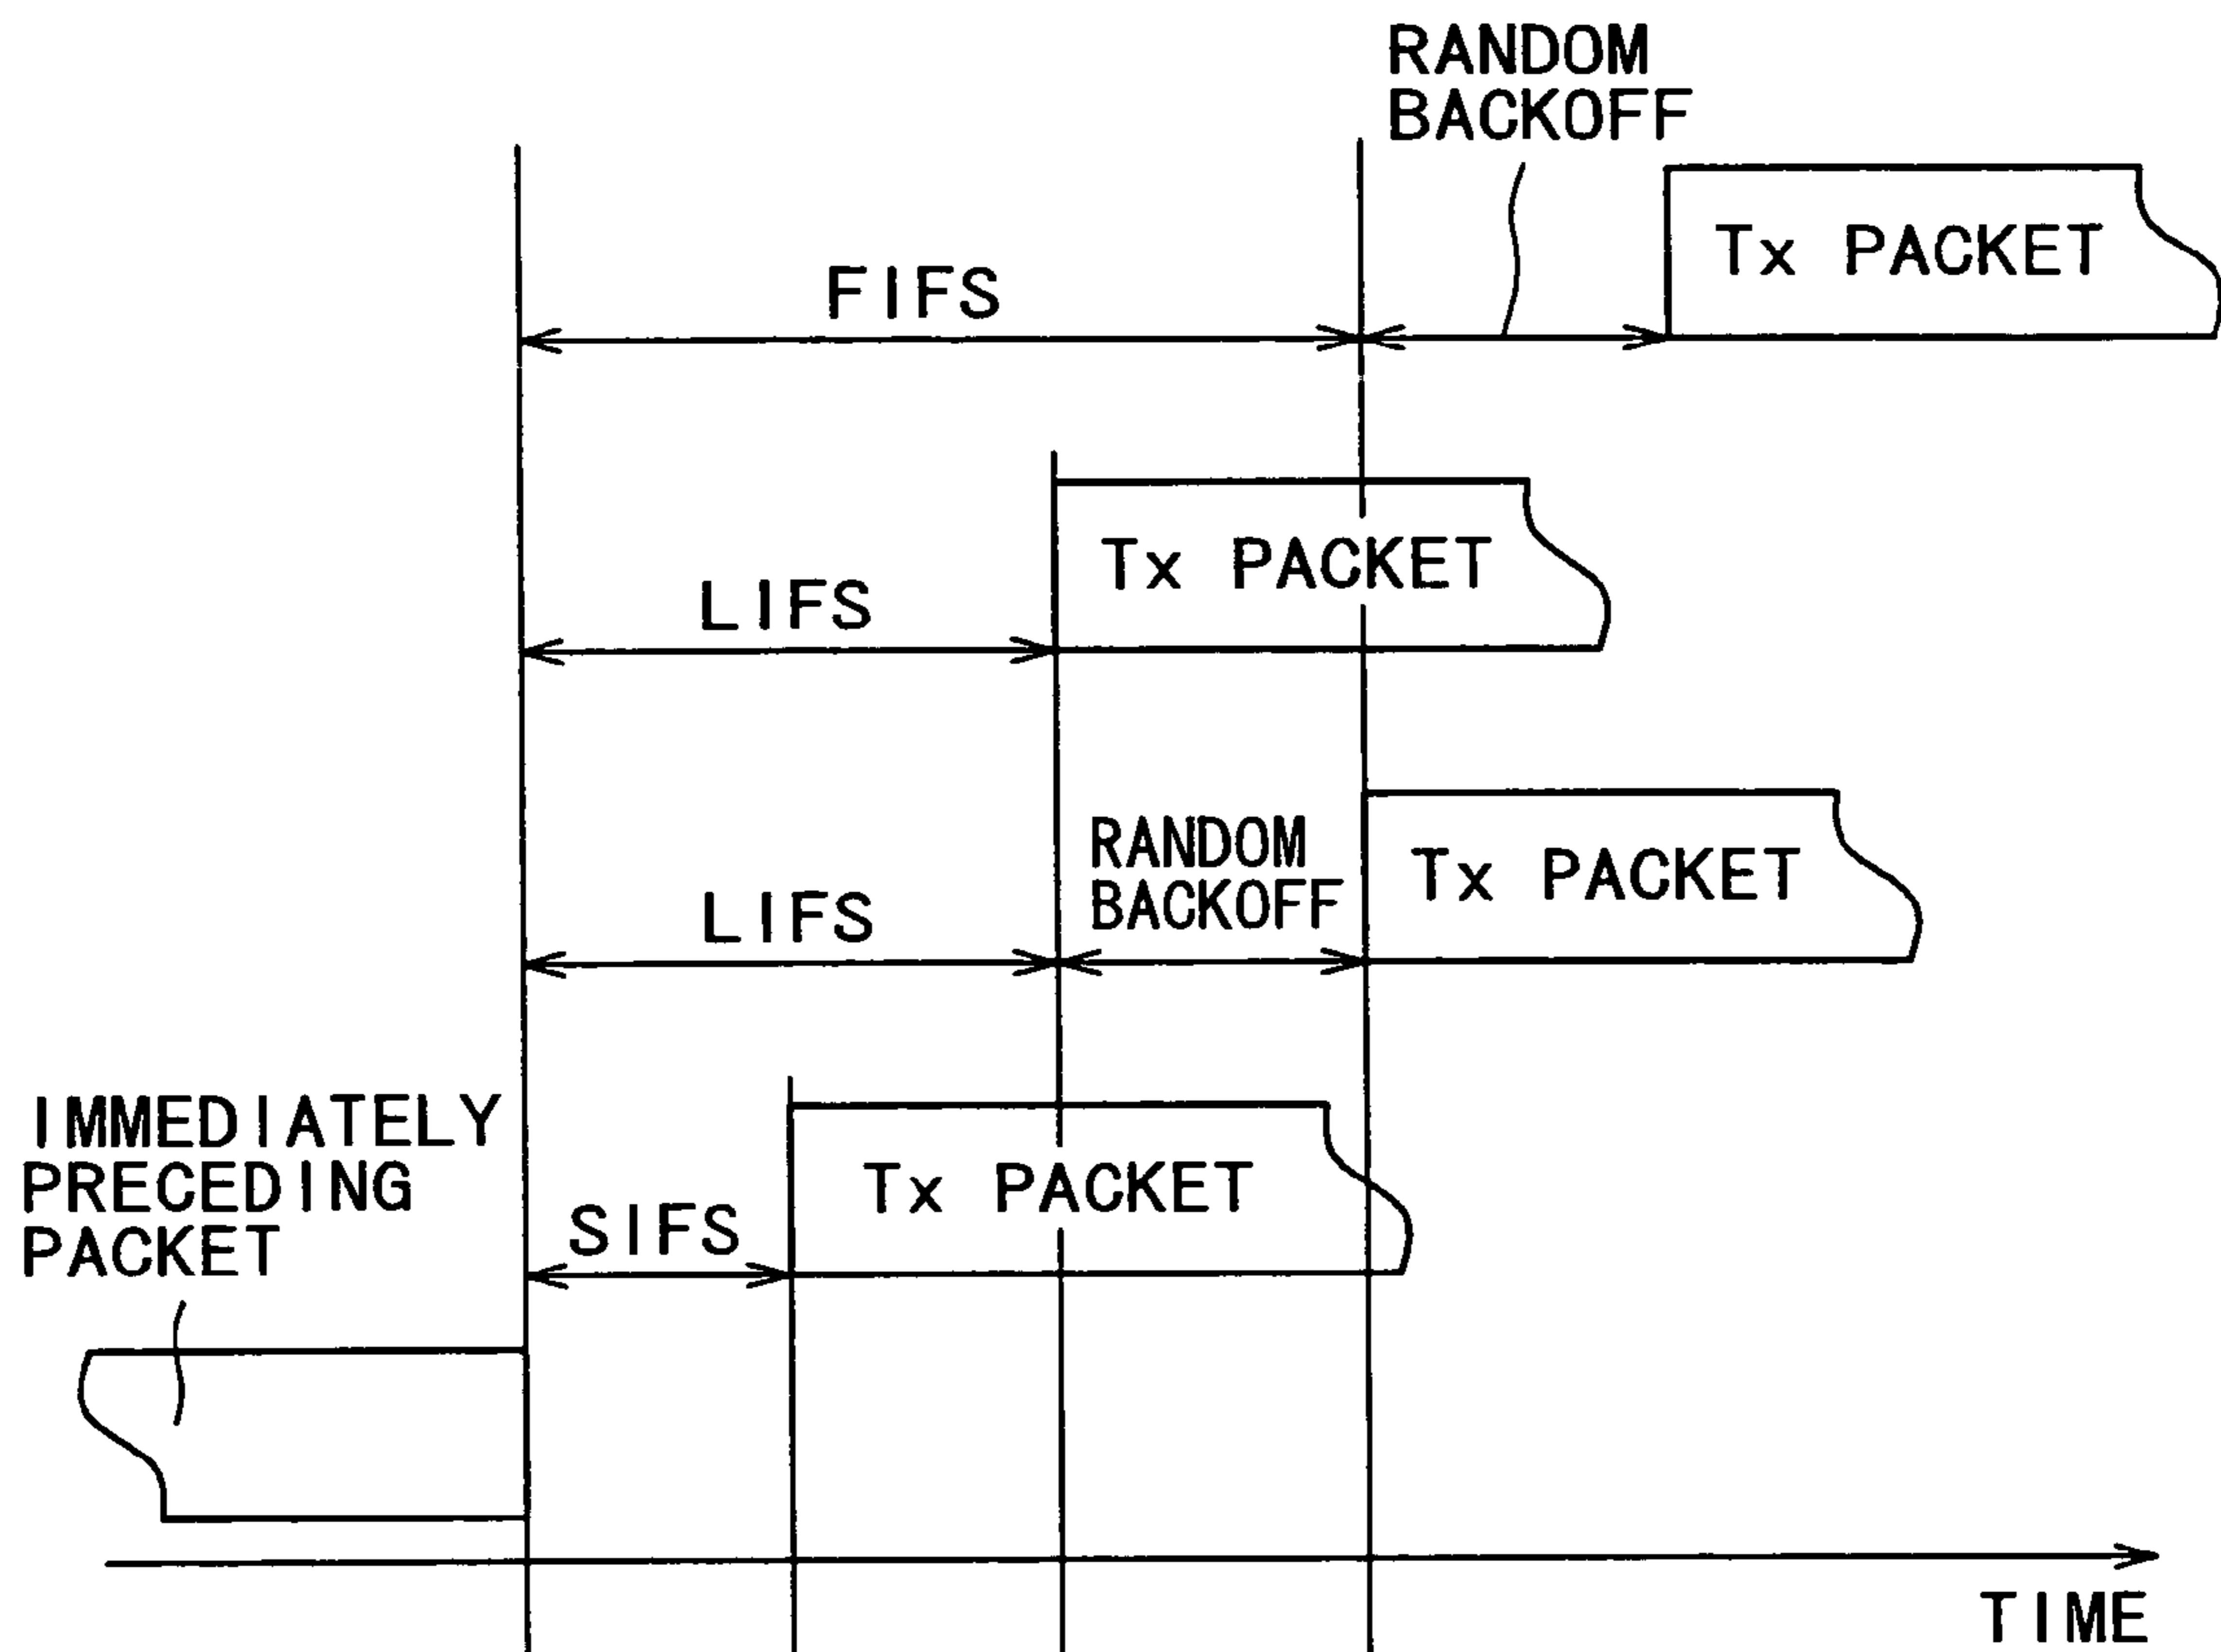 RANDOM
BACKOFF
Tx PACKET
FIFS
Tx PACKET
LIFS
RANDOM
BACKOFF
Tx PACKET
LIFS
IMMEDIATELY
PRECEDING
PACKET
Tx PACKET
SIFS
TIME